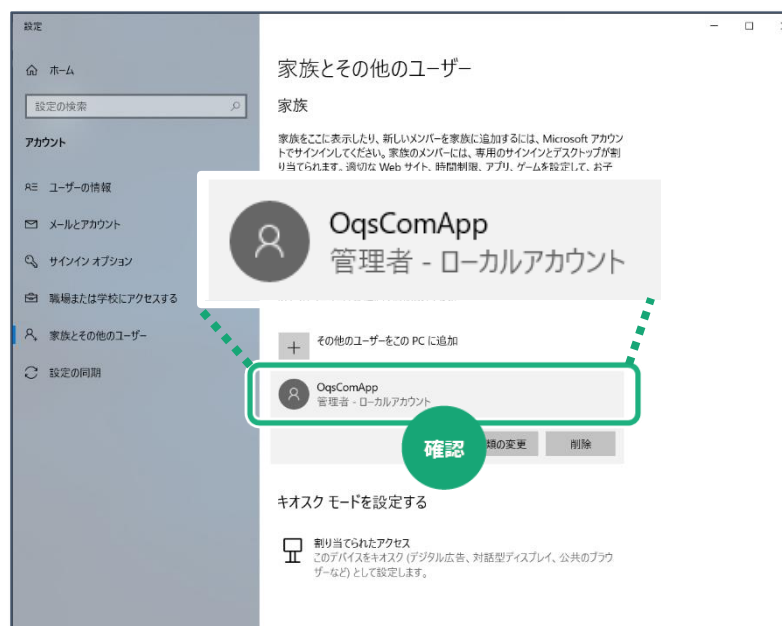 設定
ホーム
設定の検索
アカウント
ユーザーの情報
メールとアカウント
サインイン オプション
職場または学校にアクセスする
家族とその他のユーザー
設定の同期
家族とその他のユーザー
家族
家族をここに表示したり、新しいメンバーを家族に追加するには、Microsoft アカウン
トでサインインしてください。家族のメンバーには、専用のサインインとデスクトップが割
り当てられます。適切な Web サイト、時間制限、アプリ、ゲームを設定して、お子
OqsComApp
管理者 - ローカルアカウント
その他のユーザーをこの PC に追加
OqsComApp
管理者 - ローカルアカウント
確認
類の変更
削除
キオスク モードを設定する
割り当てられたアクセス
このデバイスをキオスク (デジタル広告、対話型ディスプレイ、公共のブラウ
ザーなど) として設定します。